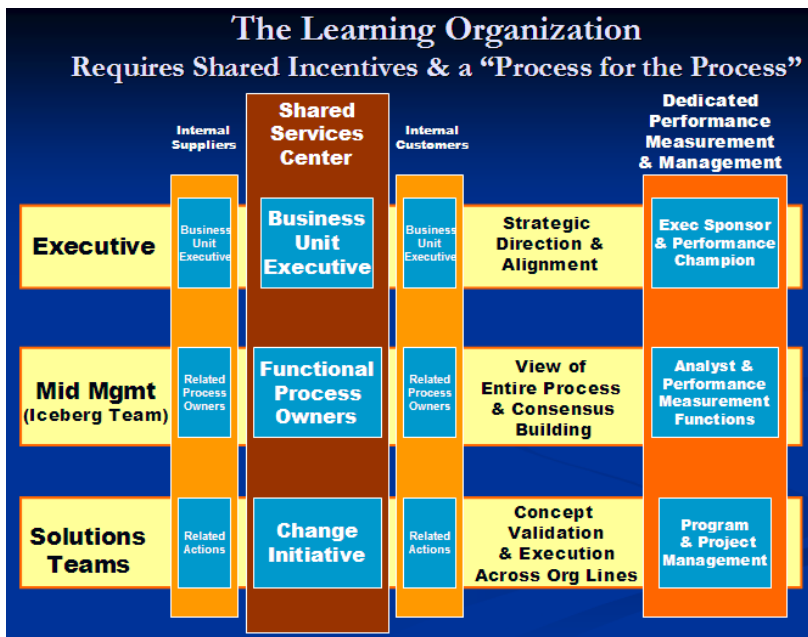 The Learning Organization
Requires Shared Incentives & a “Process for the Process”
Internal
Suppliers
Shared
Services
Center
Internal
Customers
Dedicated
Performance
Measurement
& Management
Executive
Business
Unit
Executive
Business
Unit
Executive
Business
Unit
Executive
Strategic
Direction &
Alignment
Exec Sponsor
& Performance
Champion
Mid Mgmt
(Iceberg Team)
Related
Process
Owners
Functional
Process
Owners
Related
Process
Owners
View of
Entire Process
& Consensus
Building
Analyst &
Performance
Measurement
Functions
Solutions
Teams
Related
Actions
Change
Initiative
Related
Actions
Concept
Validation
& Execution
Across Org Lines
Program
& Project
Management